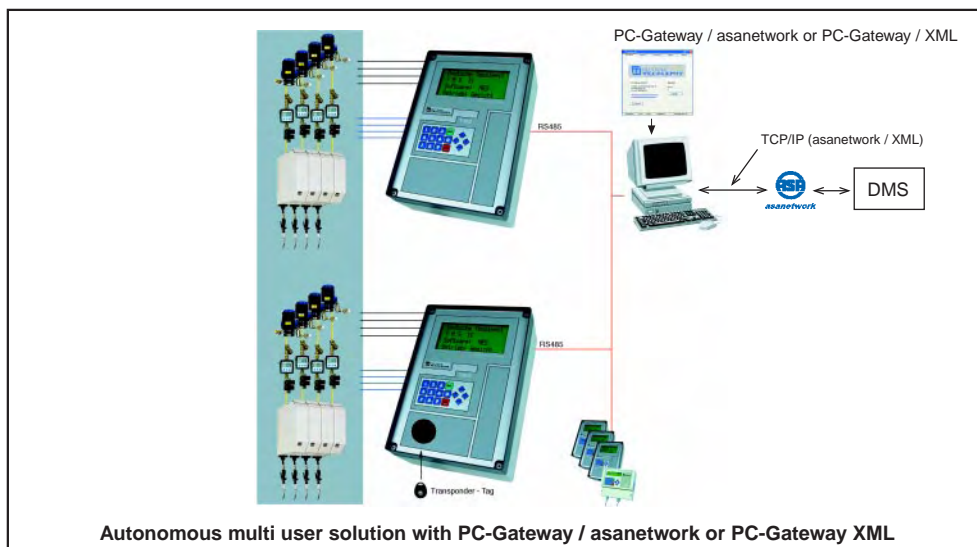 PC-Gateway / asanetwork or PC-Gateway / XML
RS485
TCP/IP (asanetwork / XML)
ASA
asanetwork
DMS
RS485
Transponder - Tag
Autonomous multi user solution with PC-Gateway / asanetwork or PC-Gateway XML